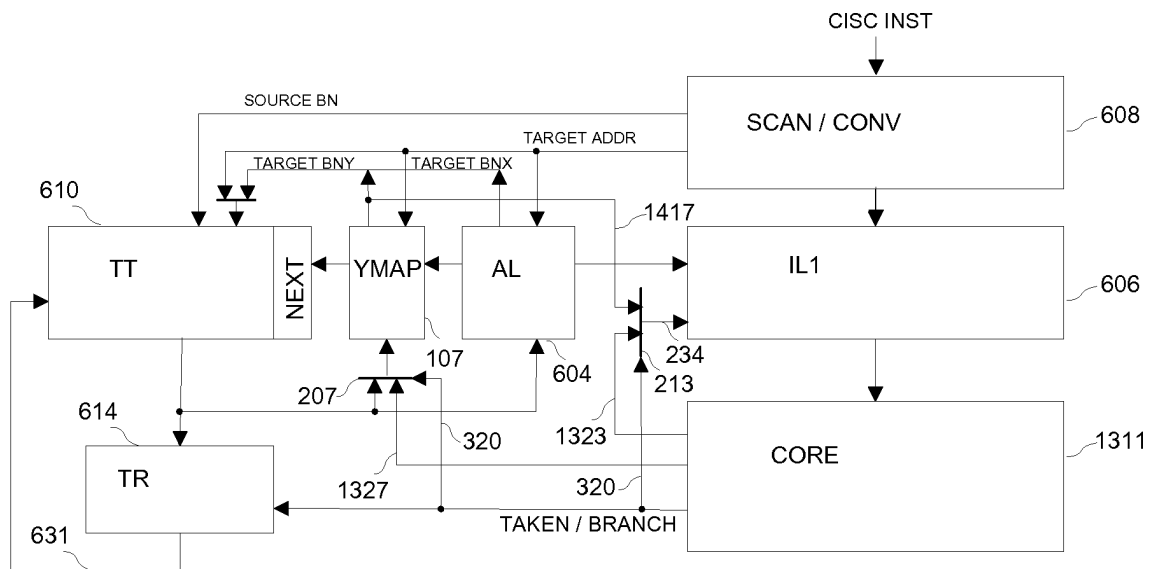 CISC INST
SOURCE BN
SCAN / CONV
608
TARGET ADDR
TARGET BNY
TARGET BNX
610
1417
TT
NEXT
YMAP
AL
IL1
606
107
604
234
213
207
614
320
1323
CORE
1311
TR
1327
320
TAKEN / BRANCH
631